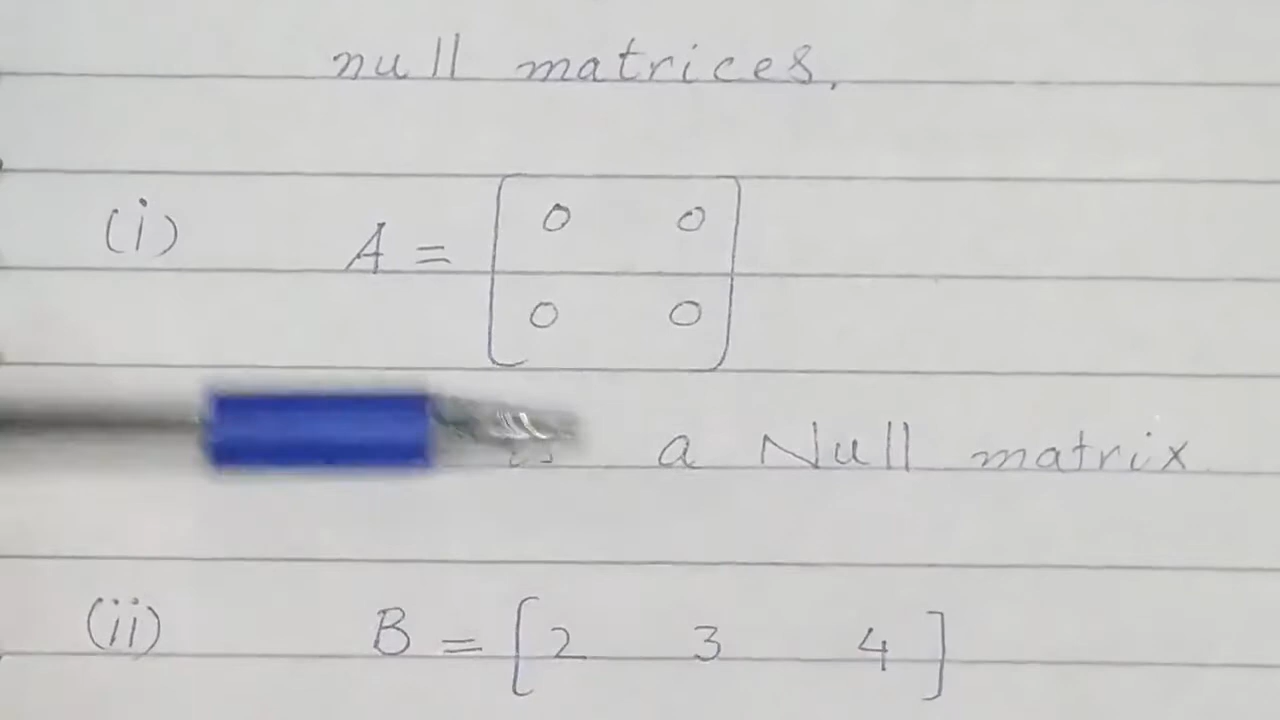 null matrices,
(i) A = [ 0 0
0 0 ]
a Null matrix
(ii) B = [ 2 3 4 ]